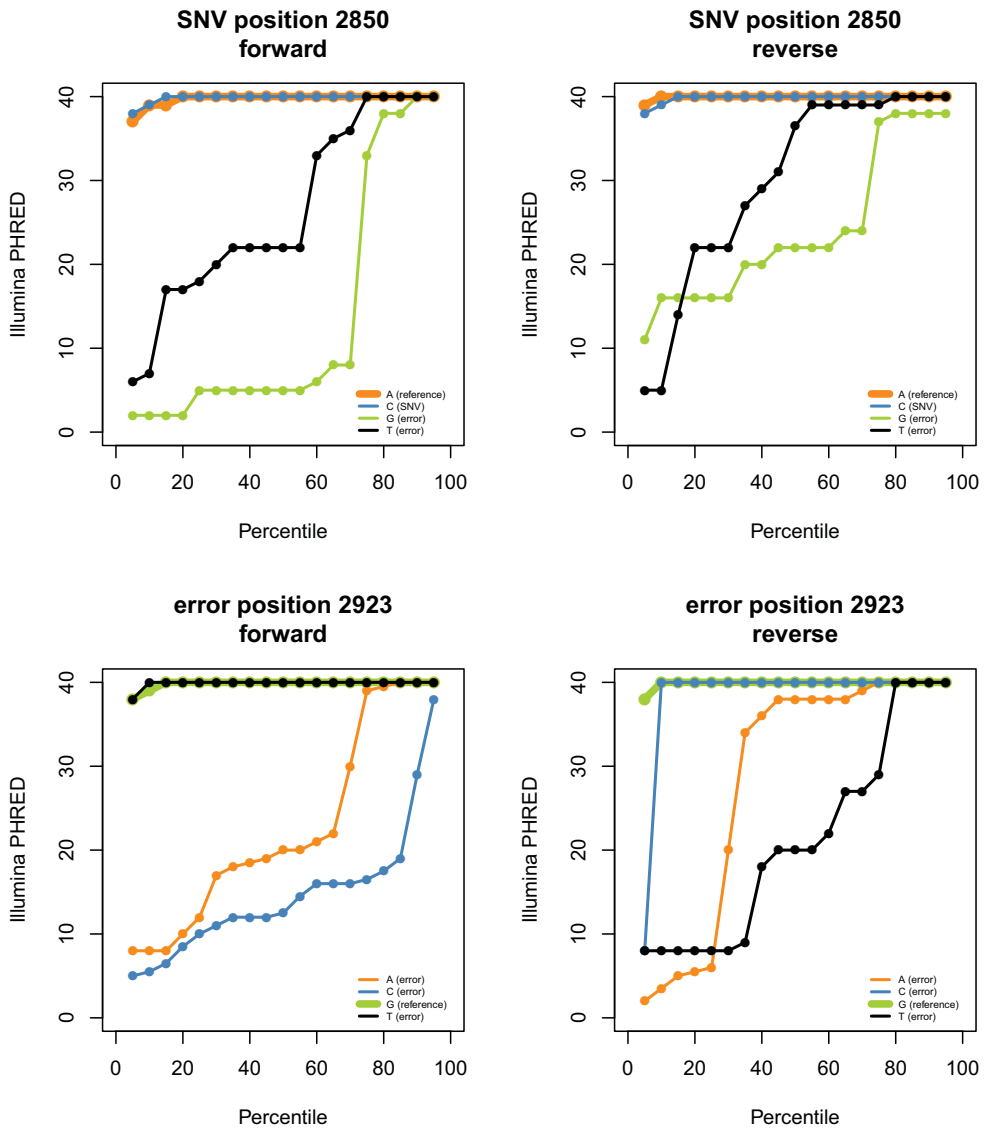 SNV position 2850
forward
Illumina PHRED
40
30
20
10
0
A (reference)
C (SNV)
G (error)
T (error)
0 20 40 60 80 100
Percentile
SNV position 2850
reverse
Illumina PHRED
40
30
20
10
0
A (reference)
C (SNV)
G (error)
T (error)
0 20 40 60 80 100
Percentile
error position 2923
forward
Illumina PHRED
40
30
20
10
0
A (error)
C (error)
G (reference)
T (error)
0 20 40 60 80 100
Percentile
error position 2923
reverse
Illumina PHRED
40
30
20
10
0
A (error)
C (error)
G (reference)
T (error)
0 20 40 60 80 100
Percentile